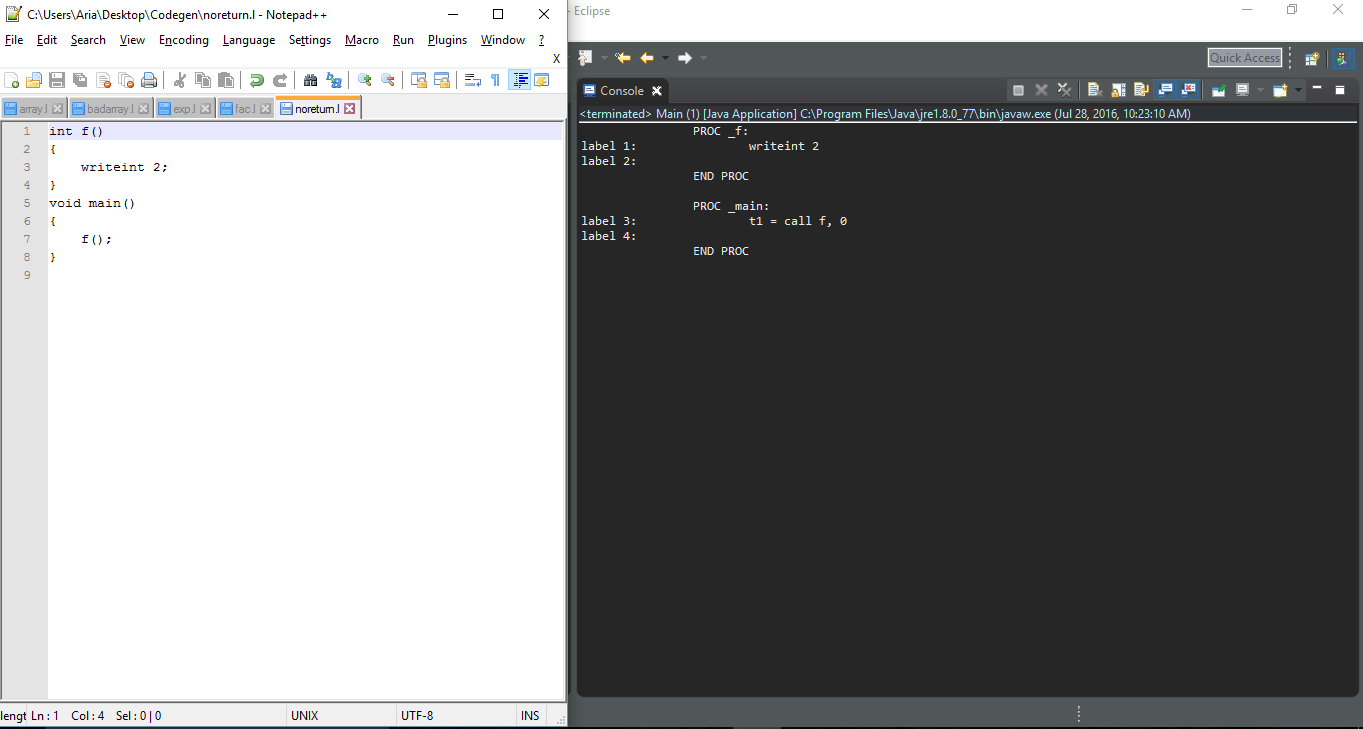 C:\Users\Aria\Desktop\Codegen\noreturn.l - Notepad++
File Edit Search View Encoding Language Settings Macro Run Plugins Window ?
X
array.l badarray.l exp.l fac.l noreturn.l
1 int f()
2 {
3 writeint 2;
4 }
5 void main()
6 {
7 f();
8 }
9
lengt Ln : 1 Col : 4 Sel : 0 | 0 UNIX UTF-8 INS
- Eclipse
Quick Access
Console
<terminated> Main (1) [Java Application] C:\Program Files\Java\jre1.8.0_77\bin\javaw.exe (Jul 28, 2016, 10:23:10 AM)
PROC _f:
label 1: writeint 2
label 2:
END PROC
PROC _main:
label 3: t1 = call f, 0
label 4:
END PROC